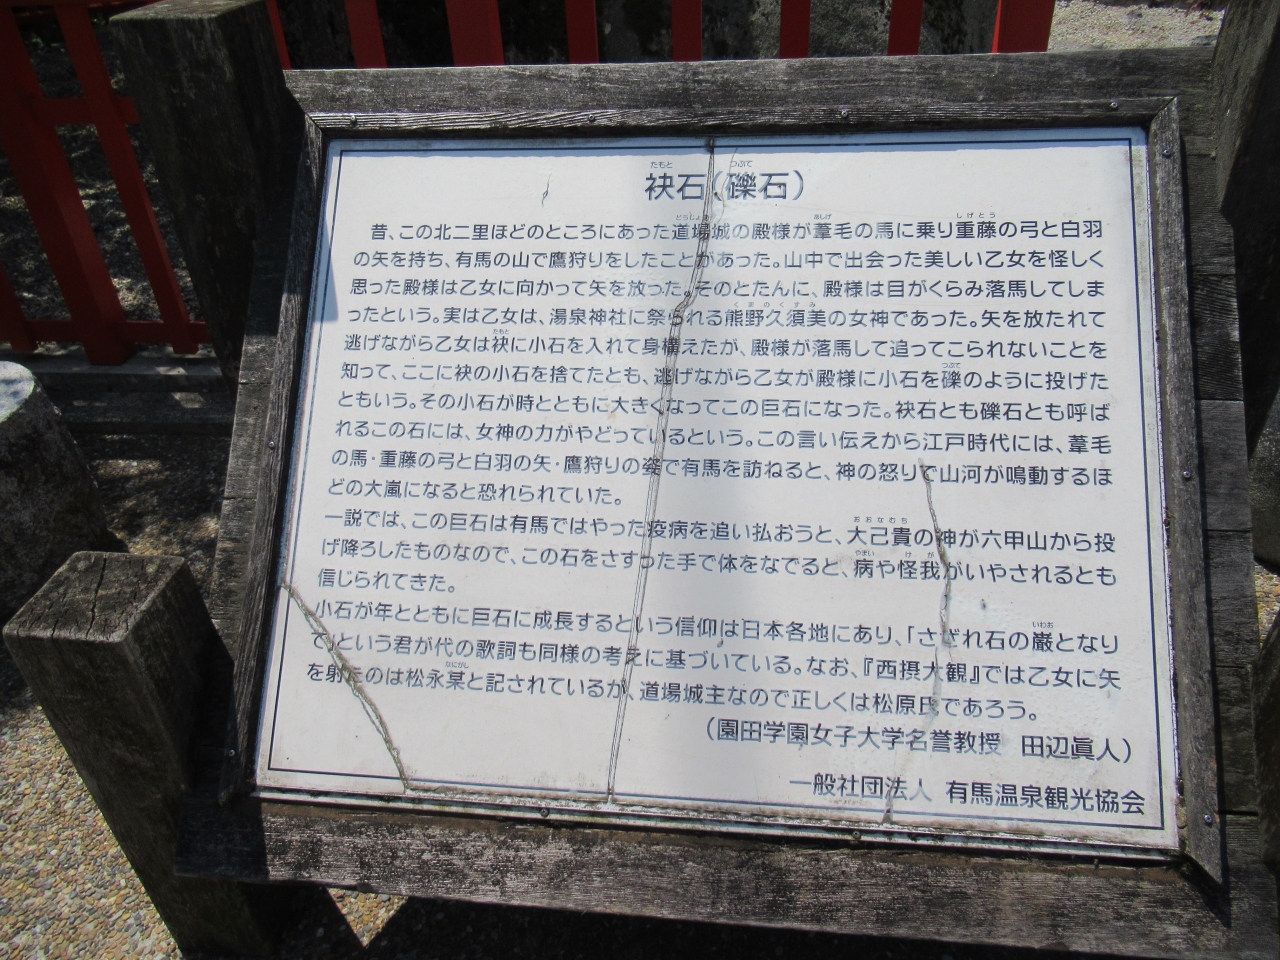 袂石(礫石)
昔、この北二里ほどのところにあった道場城の殿様が葦毛の馬に乗り重藤の弓と白羽
の矢を持ち、有馬の山で鷹狩りをしたことがあった。山中で出会った美しい乙女を怪しく
思った殿様は乙女に向かって矢を放った。そのとたんに、殿様は目がくらみ落馬してしま
ったという。実は乙女は、湯泉神社に祭られる熊野久須美の女神であった。矢を放たれて
逃げながら乙女は袂に小石を入れて身構えたが、殿様が落馬して追ってこられないことを
知って、ここに袂の小石を捨てたとも、逃げながら乙女が殿様に小石を礫のように投げた
ともいう。その小石が時とともに大きくなってこの巨石になった。袂石とも礫石とも呼ば
れるこの石には、女神の力がやどっているという。この言い伝えから江戸時代には、葦毛
の馬・重藤の弓と白羽の矢・鷹狩りの姿で有馬を訪ねると、神の怒りで山河が鳴動するほ
どの大嵐になると恐れられていた。
一説では、この巨石は有馬ではやった疫病を追い払おうと、大己貴の神が六甲山から投
げ降ろしたものなので、この石をさすった手で体をなでると、病や怪我がいやされるとも
信じられてきた。
小石が年とともに巨石に成長するという信仰は日本各地にあり、「さざれ石の巌となり
て」という君が代の歌詞も同様の考えに基づいている。なお、『西摂大観』では乙女に矢
を射たのは松永某と記されているが、道場城主なので正しくは松原氏であろう。
(園田学園女子大学名誉教授 田辺眞人)
一般社団法人 有馬温泉観光協会